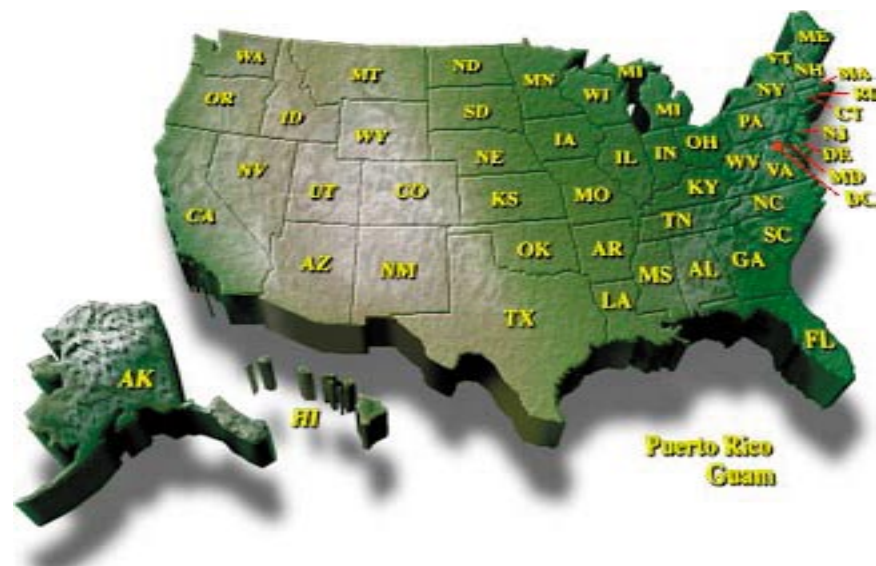 WA
MT
ND
MN
MI
ME
VT
NH
MA
OR
ID
SD
WI
MI
NY
RI
CT
WY
PA
NJ
NV
UT
CO
NE
IA
IL
IN
OH
WV
VA
DE
MD
DC
CA
KS
MO
KY
NC
TN
SC
AZ
NM
OK
AR
MS
AL
GA
TX
LA
FL
AK
HI
Puerto Rico
Guam